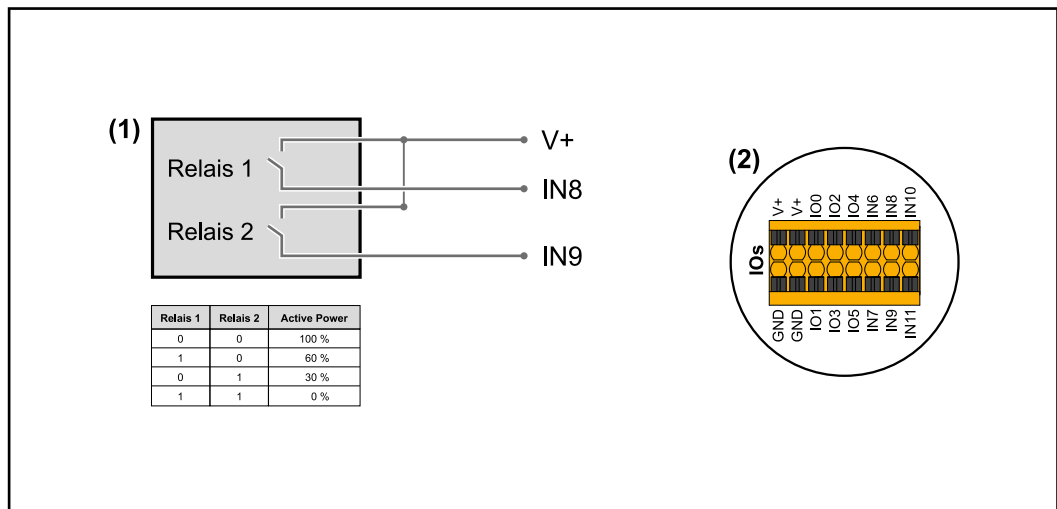 (1)
Relais 1
Relais 2
V+
IN8
IN9
Relais 1 Relais 2 Active Power
0 0 100 %
1 0 60 %
0 1 30 %
1 1 0 %
(2)
V+ V+ IO0 IO2 IO4 IN6 IN8 IN10
IOs
GND GND IO1 IO3 IO5 IN7 IN9 IN11